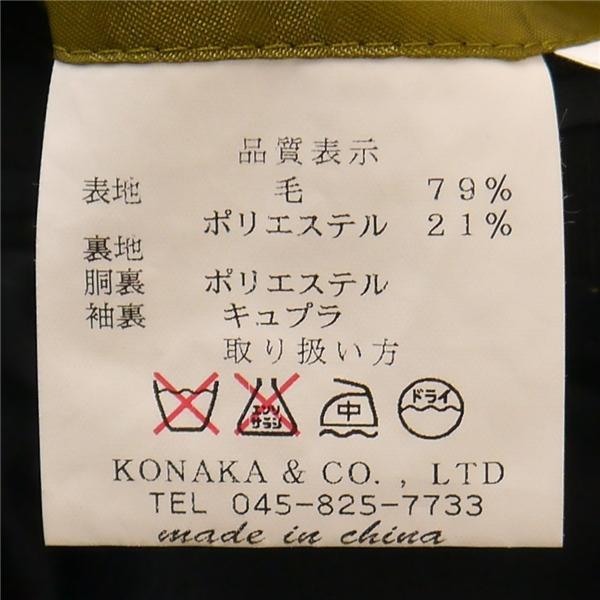 品質表示
表地 毛 79%
ポリエステル 21%
裏地
胴裏 ポリエステル
袖裏 キュプラ
取り扱い方
エンソサラシ 中 ドライ
KONAKA & CO. , LTD
TEL 045-825-7733
made in china